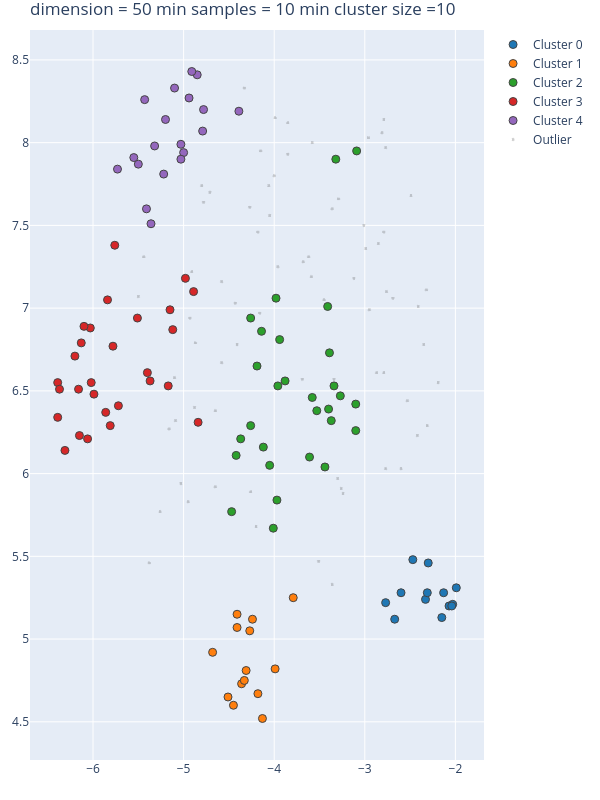 dimension = 50 min samples = 10 min cluster size =10
8.5
8
7.5
7
6.5
6
5.5
5
4.5
−6
−5
−4
−3
−2
Cluster 0
Cluster 1
Cluster 2
Cluster 3
Cluster 4
Outlier